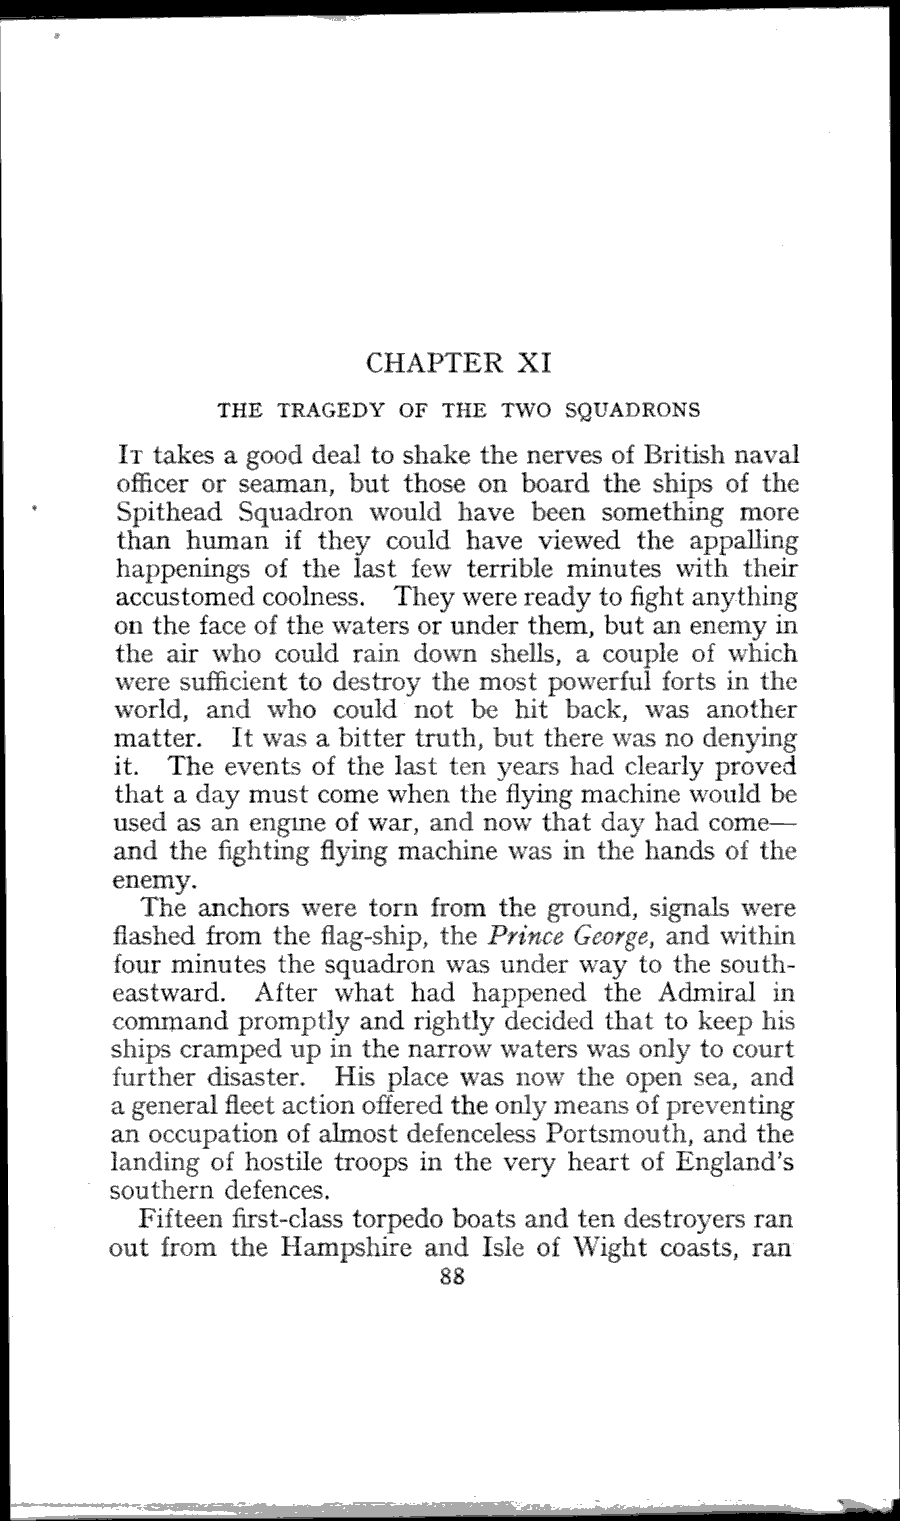 CHAPTER XI
THE TRAGEDY OF THE TWO SQUADRONS
IT takes a good deal to shake the nerves of British naval
officer or seaman, but those on board the ships of the
Spithead Squadron would have been something more
than human if they could have viewed the appalling
happenings of the last few terrible minutes with their
accustomed coolness. They were ready to fight anything
on the face of the waters or under them, but an enemy in
the air who could rain down shells, a couple of which
were sufficient to destroy the most powerful forts in the
world, and who could not be hit back, was another
matter. It was a bitter truth, but there was no denying
it. The events of the last ten years had clearly proved
that a day must come when the flying machine would be
used as an engine of war, and now that day had come—
and the fighting flying machine was in the hands of the
enemy.
The anchors were torn from the ground, signals were
flashed from the flag-ship, the Prince George, and within
four minutes the squadron was under way to the south-
eastward. After what had happened the Admiral in
command promptly and rightly decided that to keep his
ships cramped up in the narrow waters was only to court
further disaster. His place was now the open sea, and
a general fleet action offered the only means of preventing
an occupation of almost defenceless Portsmouth, and the
landing of hostile troops in the very heart of England's
southern defences.
Fifteen first-class torpedo boats and ten destroyers ran
out from the Hampshire and Isle of Wight coasts, ran
88